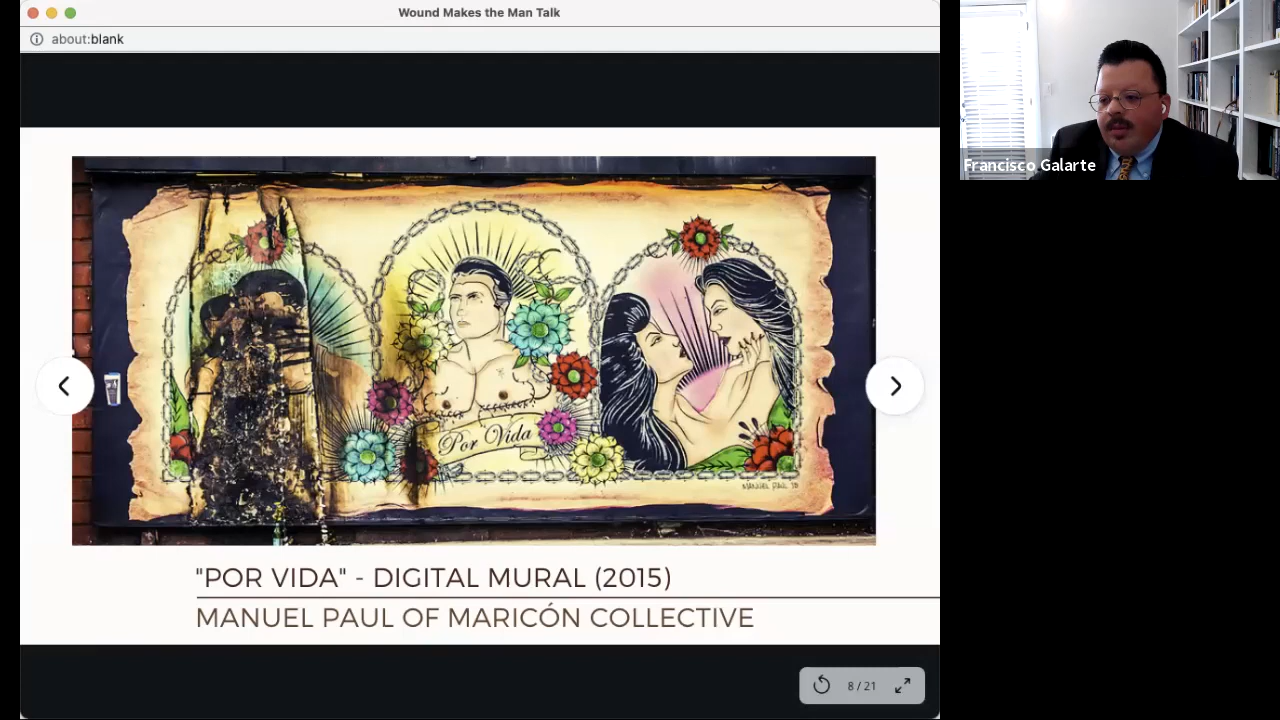 Wound Makes the Man Talk
about:blank
Francisco Galarte
Por Vida
MANUEL PAUL 15
"POR VIDA" - DIGITAL MURAL (2015)
MANUEL PAUL OF MARICÓN COLLECTIVE
8 / 21